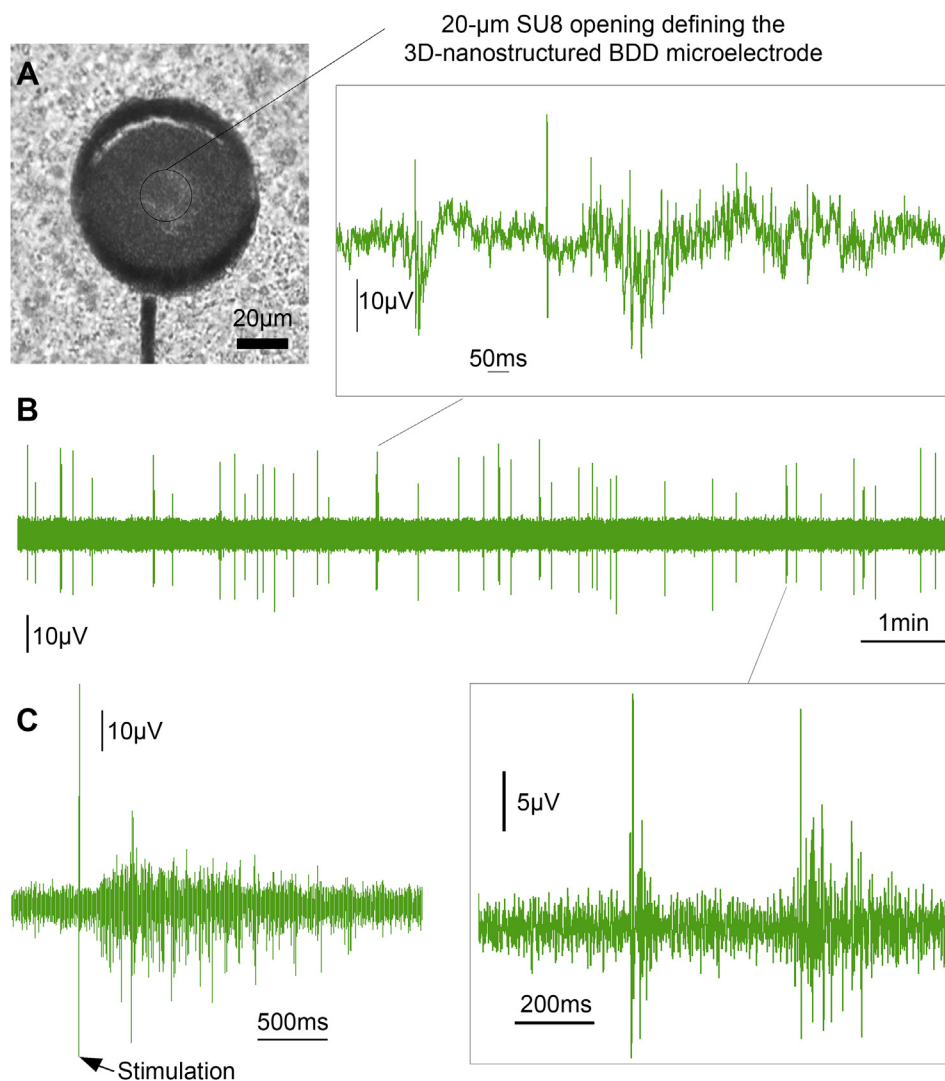 20-µm SU8 opening defining the
3D-nanostructured BDD microelectrode
A
20µm
10µV
50ms
B
10µV
1min
C
10µV
5µV
200ms
500ms
Stimulation